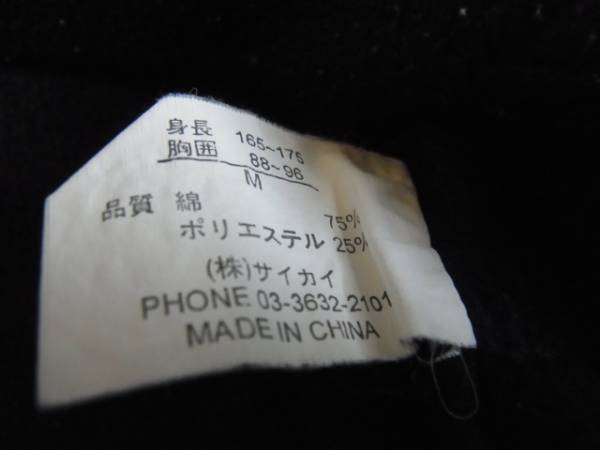 身長 165~175
胸囲 88~96
M
品質 綿 75%
ポリエステル 25%
(株)サイカイ
PHONE 03-3632-2101
MADE IN CHINA